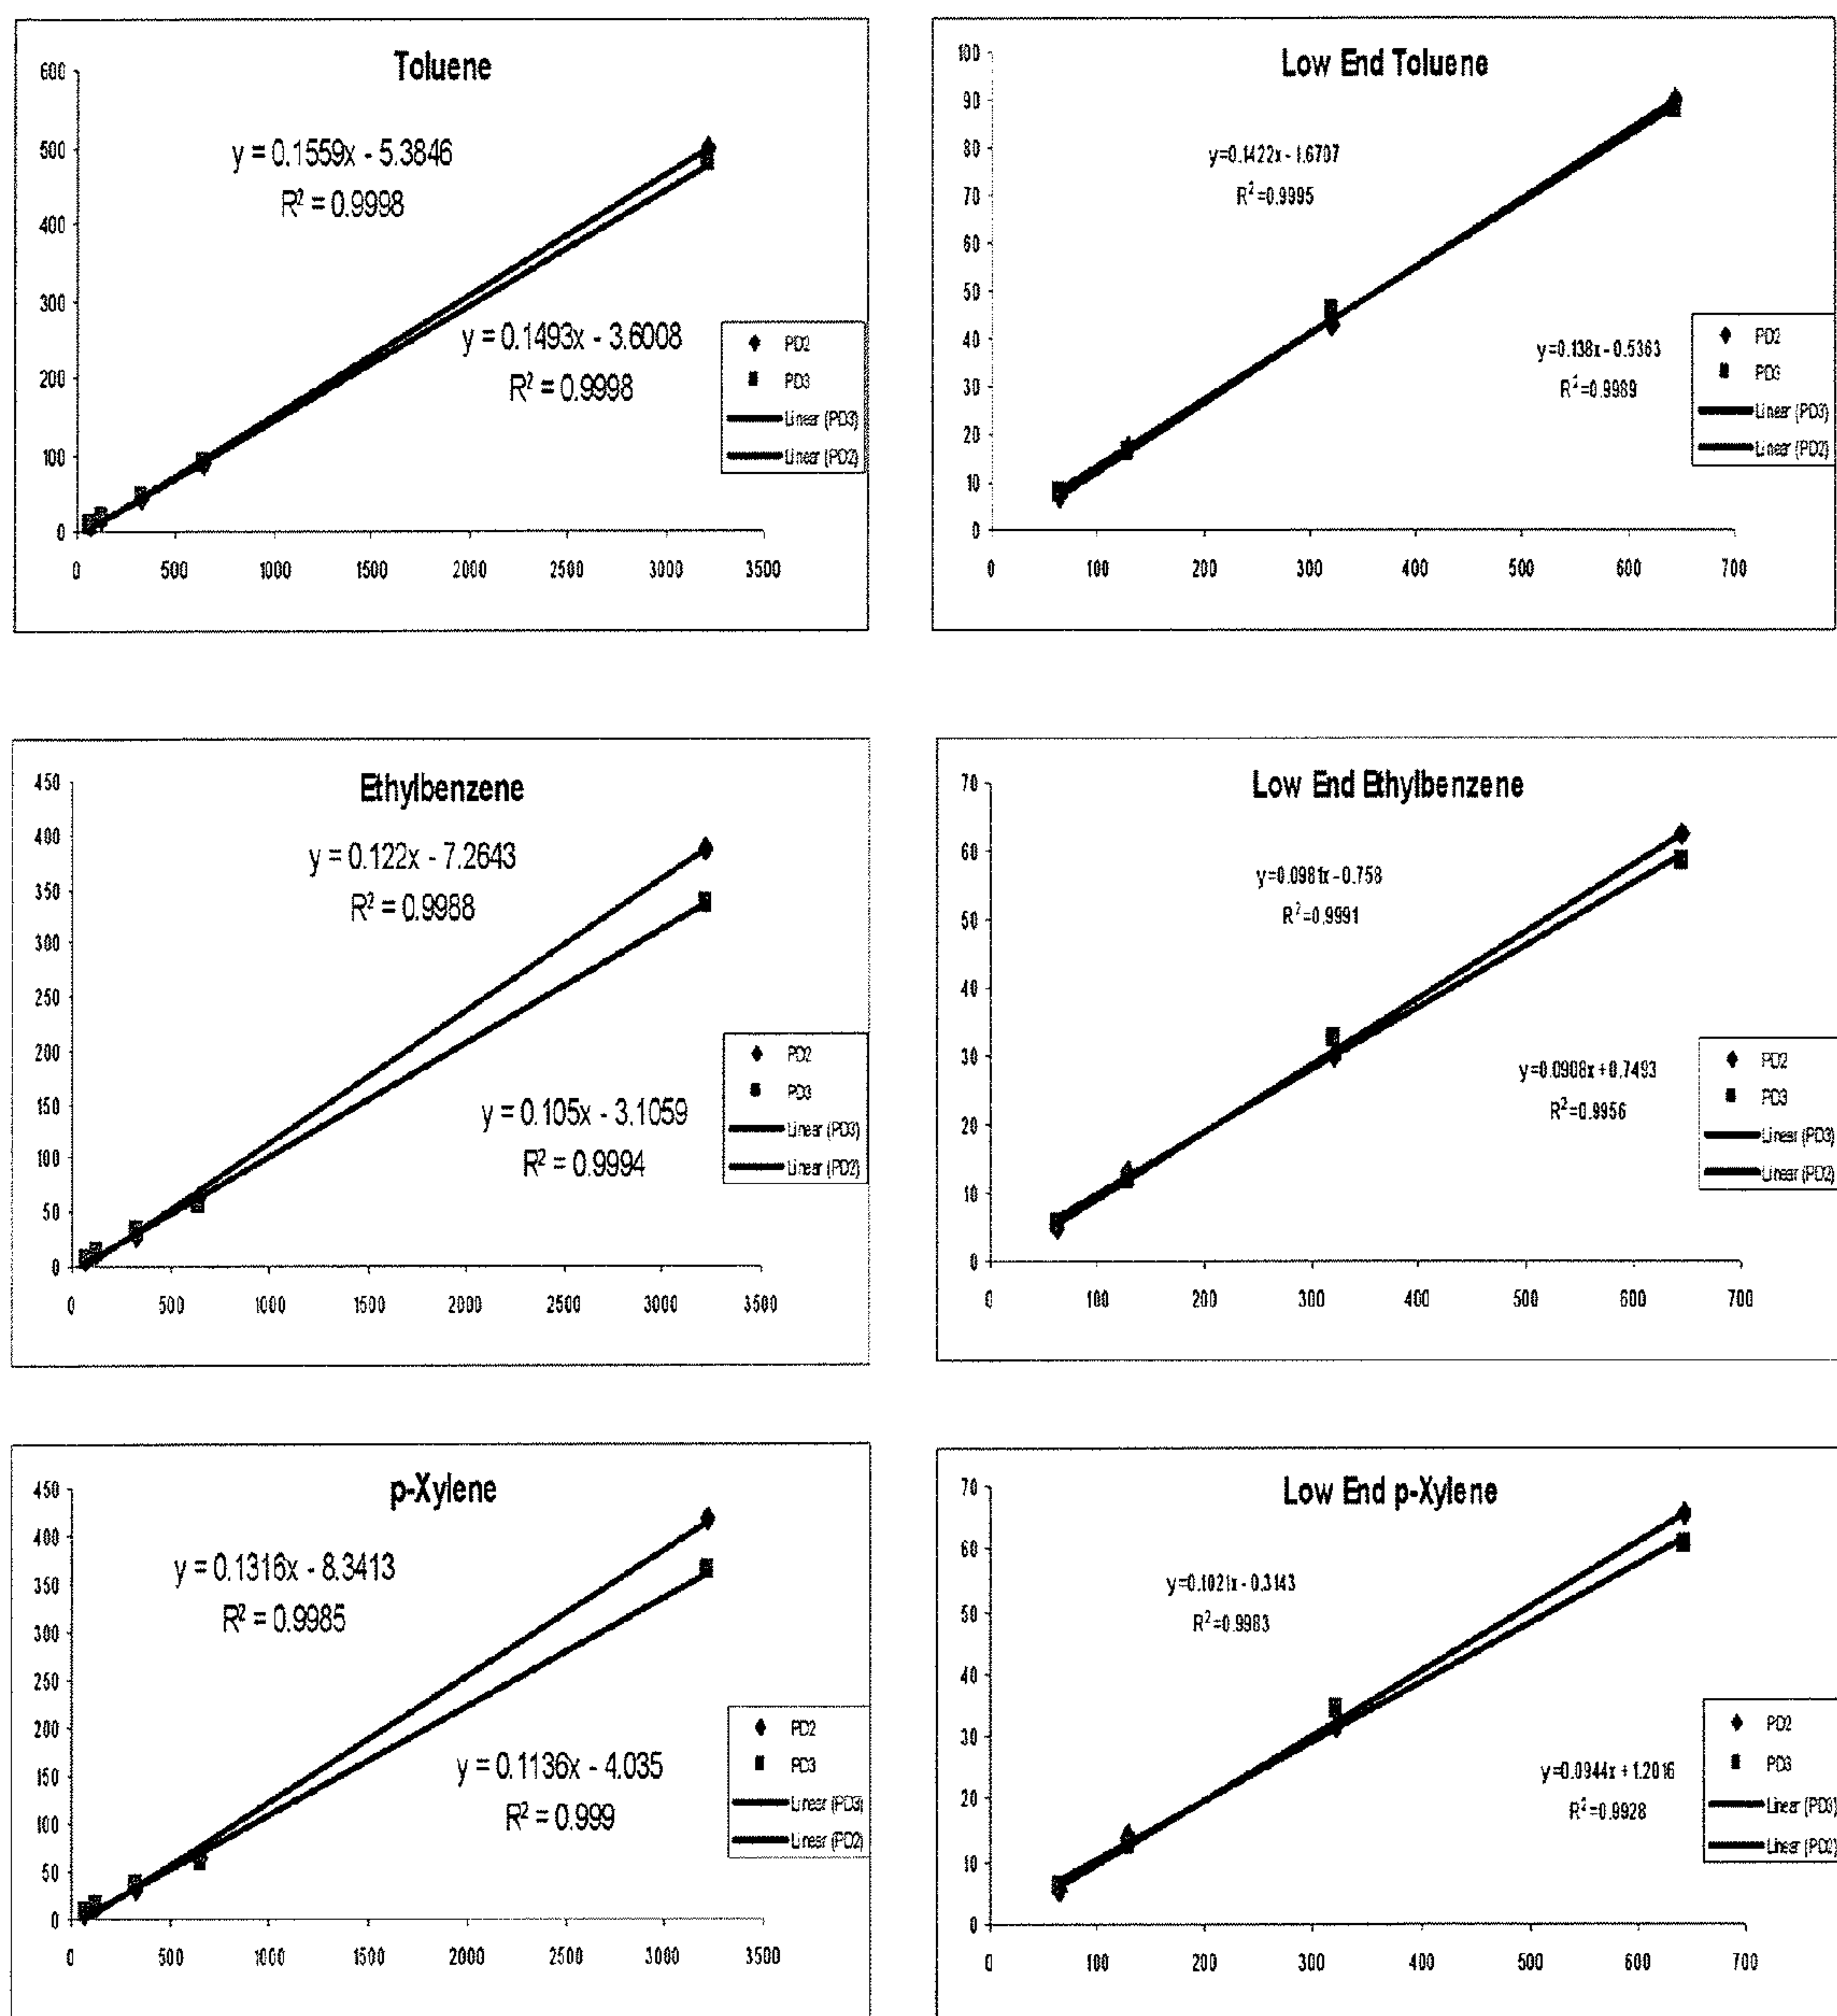 Toluene
600
500
400
300
200
100
0
y = 0.1559x - 5.3846
R² = 0.9998
y = 0.1493x - 3.6008
R² = 0.9998
PD2
PD3
Linear (PD3)
Linear (PD2)
0 500 1000 1500 2000 2500 3000 3500
Low End Toluene
100
90
80
70
60
50
40
30
20
10
0
y=0.1422x - 1.6707
R²=0.9995
y=0.138x - 0.5363
R²=0.9989
PD2
PD3
Linear (PD3)
Linear (PD2)
0 100 200 300 400 500 600 700
Ethylbenzene
450
400
350
300
250
200
150
100
50
0
y = 0.122x - 7.2643
R² = 0.9988
y = 0.105x - 3.1059
R² = 0.9994
PD2
PD3
Linear (PD3)
Linear (PD2)
0 500 1000 1500 2000 2500 3000 3500
Low End Ethylbenzene
70
60
50
40
30
20
10
0
y=0.0981x - 0.758
R²=0.9991
y=0.0908x + 0.7493
R²=0.9956
PD2
PD3
Linear (PD3)
Linear (PD2)
0 100 200 300 400 500 600 700
p-Xylene
450
400
350
300
250
200
150
100
50
0
y = 0.1316x - 8.3413
R² = 0.9985
y = 0.1136x - 4.035
R² = 0.999
PD2
PD3
Linear (PD3)
Linear (PD2)
0 500 1000 1500 2000 2500 3000 3500
Low End p-Xylene
70
60
50
40
30
20
10
0
y=0.1021x - 0.3143
R²=0.9983
y=0.0944x + 1.2016
R²=0.9928
PD2
PD3
Linear (PD3)
Linear (PD2)
0 100 200 300 400 500 600 700